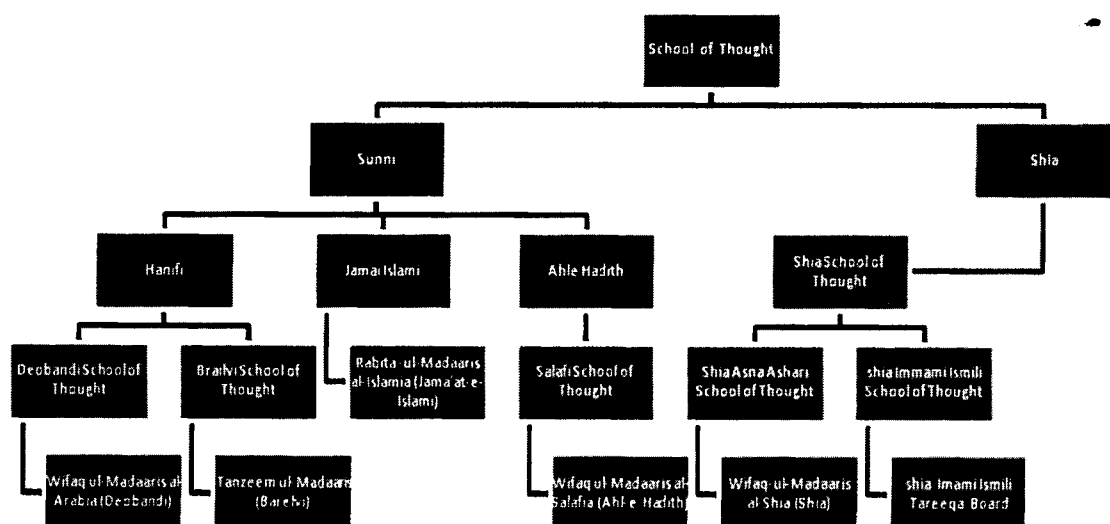 School of Thought
Sunni
Shia
Hanifi
Jamai Islami
Ahle Hadith
Shia School of
Thought
Deobandi School of
Thought
Brailvi School of
Thought
Rabita-ul-Madaaris
al-Islamia (Jama'at-e-
Islami)
Salafi School of
Thought
Shia Asna Ashari
School of Thought
shia Immami Ismili
School of Thought
Wifaq ul-Madaaris al-
Arabia (Deobandi)
Tanzeem ul-Madaaris
(Barelvi)
Wifaq ul-Madaaris al-
Salafia (Ahl-e-Hadith)
Wifaq-ul-Madaris
al-Shia (Shia)
shia Imami Ismili
Tareeqa Board